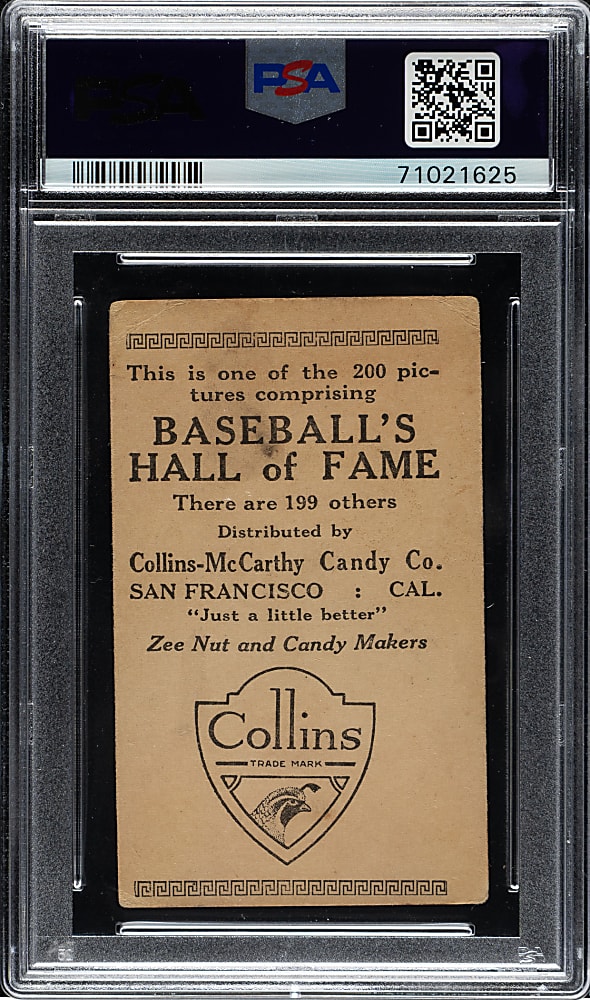 PSA
PSA
71021625
This is one of the 200 pic-
tures comprising
BASEBALL'S
HALL of FAME
There are 199 others
Distributed by
Collins-McCarthy Candy Co.
SAN FRANCISCO : CAL.
"Just a little better"
Zee Nut and Candy Makers
Collins
TRADE MARK